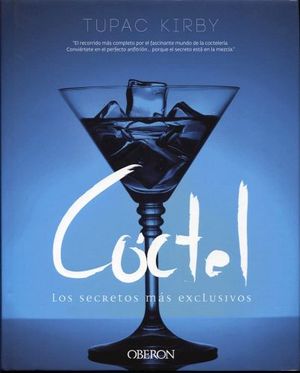 TUPAC KIRBY
"El recorrido más completo por el fascinante mundo de la coctelería.
Conviértete en el perfecto anfitrión... porque el secreto está en la mezcla."
Cóctel
Los secretos más exclusivos
OBERON